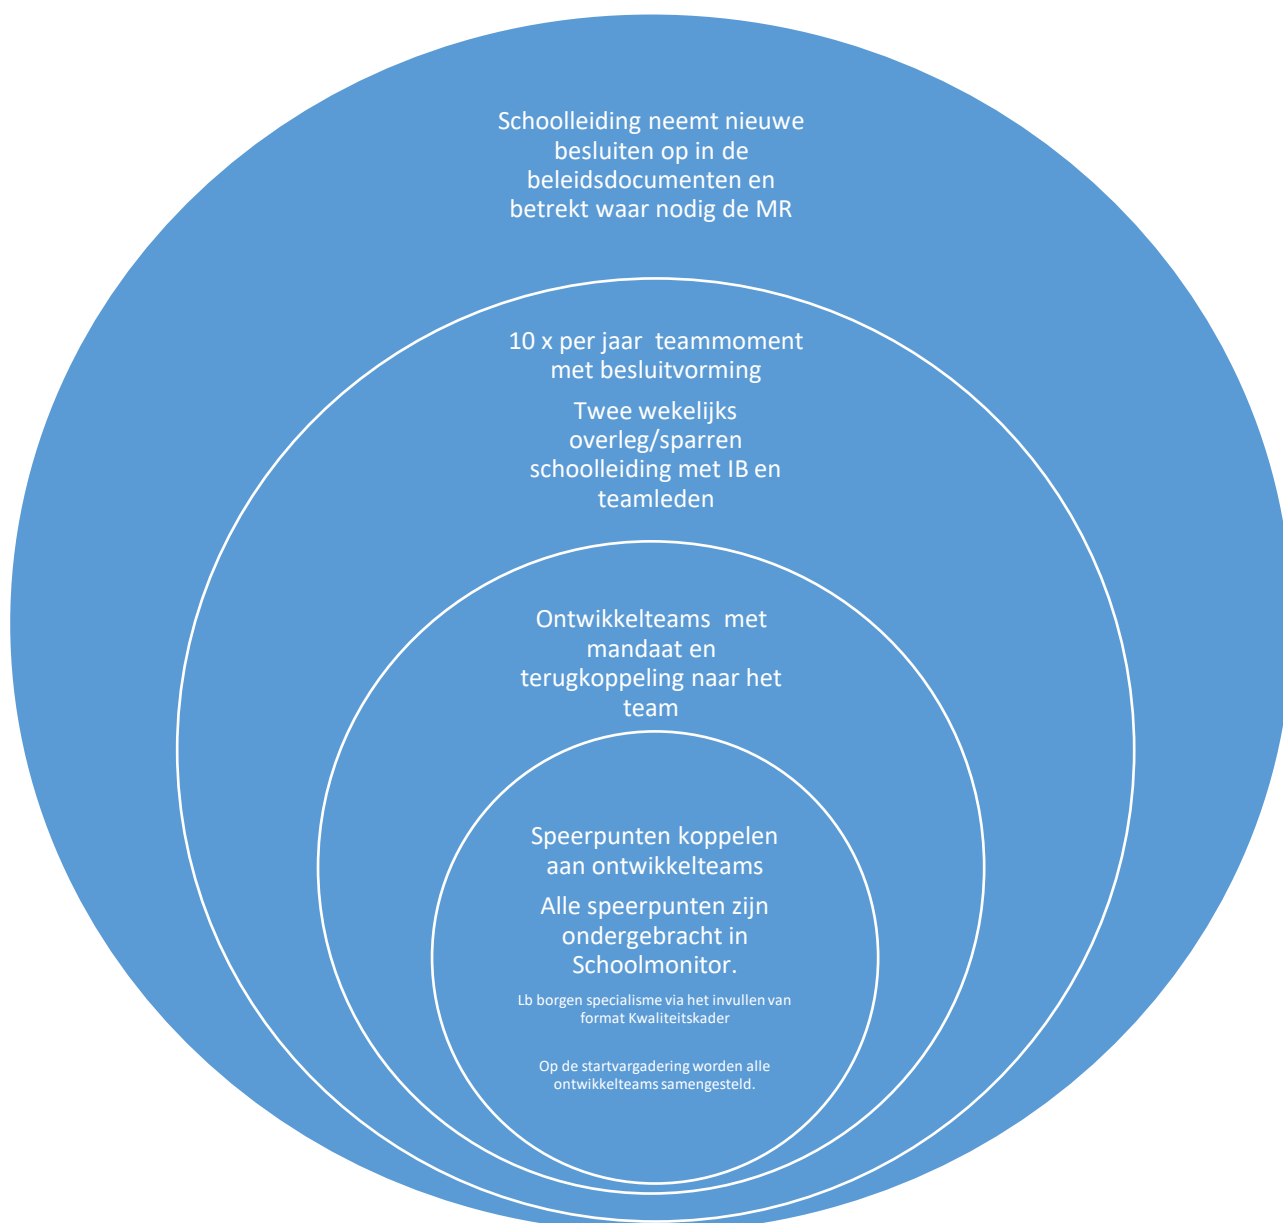 Schoolleiding neemt nieuwe
besluiten op in de
beleidsdocumenten en
betrekt waar nodig de MR
10 x per jaar  teammoment
met besluitvorming
Twee wekelijks
overleg/sparren
schoolleiding met IB en
teamleden
Ontwikkelteams  met
mandaat en
terugkoppeling naar het
team
Speerpunten koppelen
aan ontwikkelteams
Alle speerpunten zijn
ondergebracht in
Schoolmonitor.
Lb borgen specialisme via het invullen van
format Kwaliteitskader
Op de startvargadering worden alle
ontwikkelteams samengesteld.